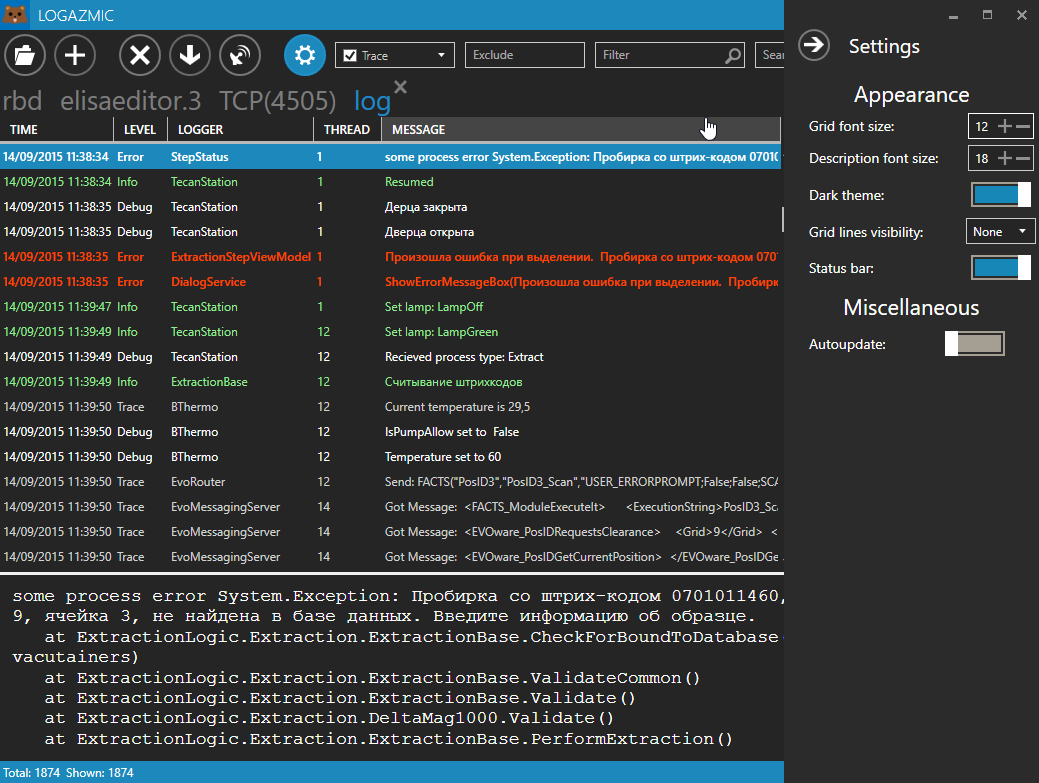 LOGAZMIC
Trace
Exclude
Filter
Sear
rbd elisaeditor.3 TCP(4505) log
TIME LEVEL LOGGER THREAD MESSAGE
14/09/2015 11:38:34 Error StepStatus 1 some process error System.Exception: Пробирка со штрих-кодом 07010
14/09/2015 11:38:34 Info TecanStation 1 Resumed
14/09/2015 11:38:35 Debug TecanStation 1 Дерца закрыта
14/09/2015 11:38:35 Debug TecanStation 1 Дверца открыта
14/09/2015 11:38:35 Error ExtractionStepViewModel 1 Произошла ошибка при выделении. Пробирка со штрих-кодом 070
14/09/2015 11:38:35 Error DialogService 1 ShowErrorMessageBox(Произошла ошибка при выделении. Пробирк
14/09/2015 11:39:47 Info TecanStation 1 Set lamp: LampOff
14/09/2015 11:39:49 Info TecanStation 12 Set lamp: LampGreen
14/09/2015 11:39:49 Debug TecanStation 12 Recieved process type: Extract
14/09/2015 11:39:49 Info ExtractionBase 12 Считывание штрихкодов
14/09/2015 11:39:50 Trace BThermo 12 Current temperature is 29,5
14/09/2015 11:39:50 Debug BThermo 12 IsPumpAllow set to False
14/09/2015 11:39:50 Debug BThermo 12 Temperature set to 60
14/09/2015 11:39:50 Trace EvoRouter 12 Send: FACTS("PosID3","PosID3_Scan","USER_ERRORPROMPT;False;False;SCA
14/09/2015 11:39:50 Trace EvoMessagingServer 14 Got Message: <FACTS_ModuleExecuteIt> <ExecutionString>PosID3_Sca
14/09/2015 11:39:50 Trace EvoMessagingServer 14 Got Message: <EVOware_PosIDRequestsClearance> <Grid>9</Grid> <
14/09/2015 11:39:50 Trace EvoMessagingServer 14 Got Message: <EVOware_PosIDGetCurrentPosition> </EVOware_PosIDGe
some process error System.Exception: Пробирка со штрих-кодом 0701011460,
9, ячейка 3, не найдена в базе данных. Введите информацию об образце.
at ExtractionLogic.Extraction.ExtractionBase.CheckForBoundToDatabase
vacutainers)
at ExtractionLogic.Extraction.ExtractionBase.ValidateCommon()
at ExtractionLogic.Extraction.ExtractionBase.Validate()
at ExtractionLogic.Extraction.DeltaMag1000.Validate()
at ExtractionLogic.Extraction.ExtractionBase.PerformExtraction()
Total: 1874 Shown: 1874
Settings
Appearance
Grid font size: 12
Description font size: 18
Dark theme:
Grid lines visibility: None
Status bar:
Miscellaneous
Autoupdate: